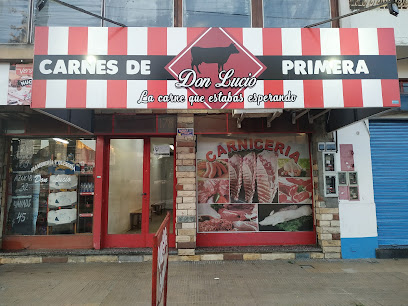 CARNES DE
PRIMERA
Don Lucio
La carne que estabas esperando
CARNICERIA